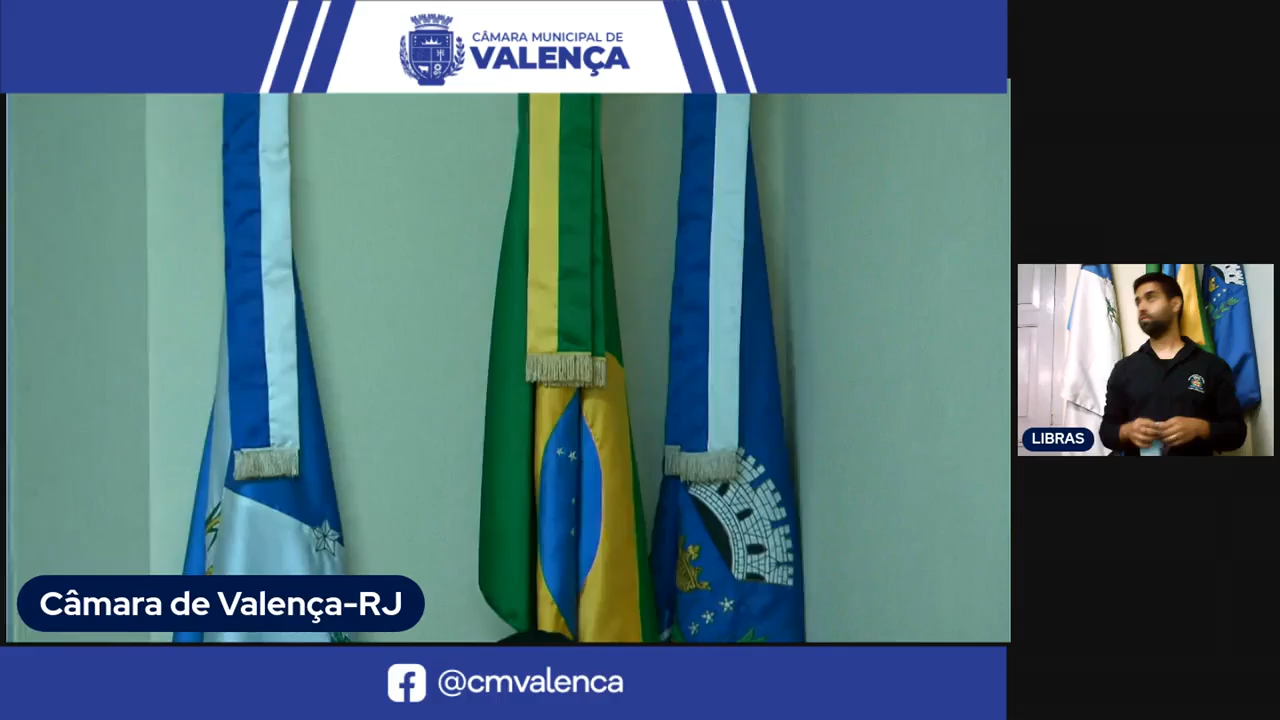 CÂMARA MUNICIPAL DE
VALENÇA
Câmara de Valença-RJ
LIBRAS
@cmvalenca